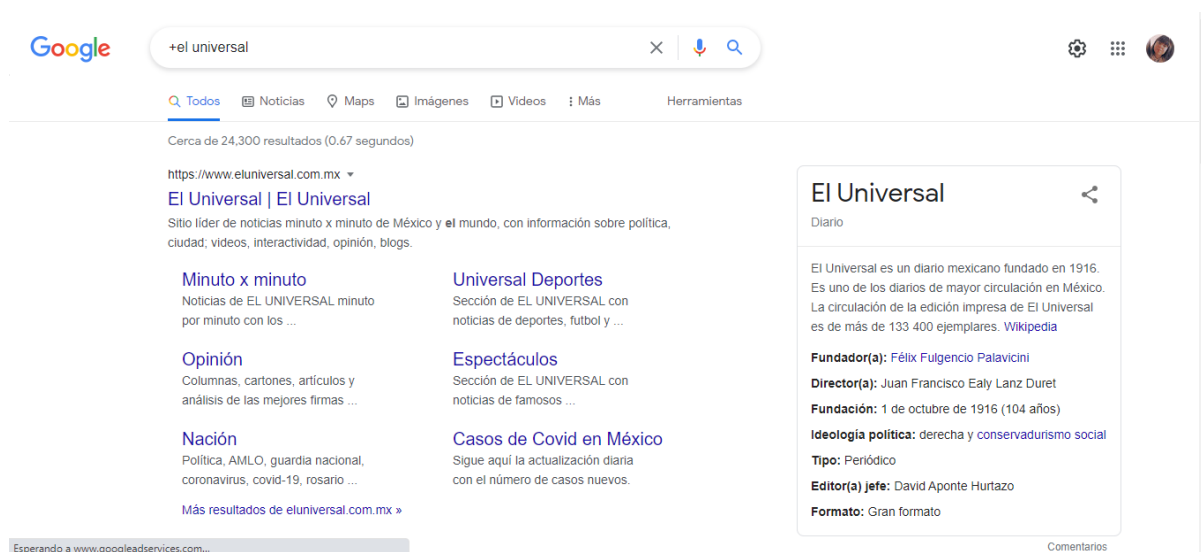 Google
+el universal
Todos
Noticias
Maps
Imágenes
Videos
Más
Herramientas
Cerca de 24,300 resultados (0.67 segundos)
https://www.eluniversal.com.mx
El Universal | El Universal
Sitio líder de noticias minuto x minuto de México y el mundo, con información sobre política,
ciudad; videos, interactividad, opinión, blogs.
Minuto x minuto
Noticias de EL UNIVERSAL minuto
por minuto con los ...
Universal Deportes
Sección de EL UNIVERSAL con
noticias de deportes, futbol y ...
Opinión
Columnas, cartones, artículos y
análisis de las mejores firmas ...
Espectáculos
Sección de EL UNIVERSAL con
noticias de famosos ...
Nación
Política, AMLO, guardia nacional,
coronavirus, covid-19, rosario ...
Casos de Covid en México
Sigue aquí la actualización diaria
con el número de casos nuevos.
Más resultados de eluniversal.com.mx »
El Universal
Diario
El Universal es un diario mexicano fundado en 1916.
Es uno de los diarios de mayor circulación en México.
La circulación de la edición impresa de El Universal
es de más de 133 400 ejemplares. Wikipedia
Fundador(a): Félix Fulgencio Palavicini
Director(a): Juan Francisco Ealy Lanz Duret
Fundación: 1 de octubre de 1916 (104 años)
Ideología política: derecha y conservadurismo social
Tipo: Periódico
Editor(a) jefe: David Aponte Hurtazo
Formato: Gran formato
Comentarios
Esperando a www.googleadservices.com...